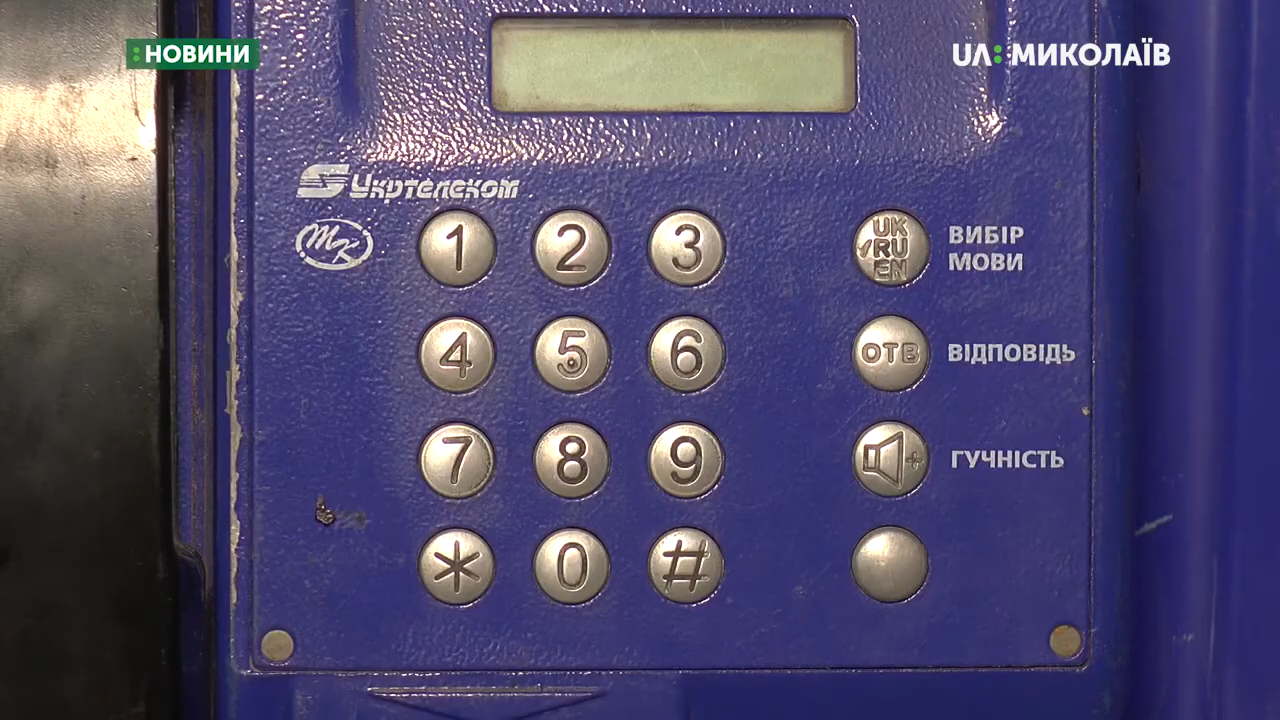 :НОВИНИ
UA:МИКОЛАЇВ
Укртелеком
МК
1 2 3
UK
✓RU
EN
ВИБІР
МОВИ
4 5 6
ОТВ
ВІДПОВІДЬ
7 8 9
+
ГУЧНІСТЬ
* 0 #